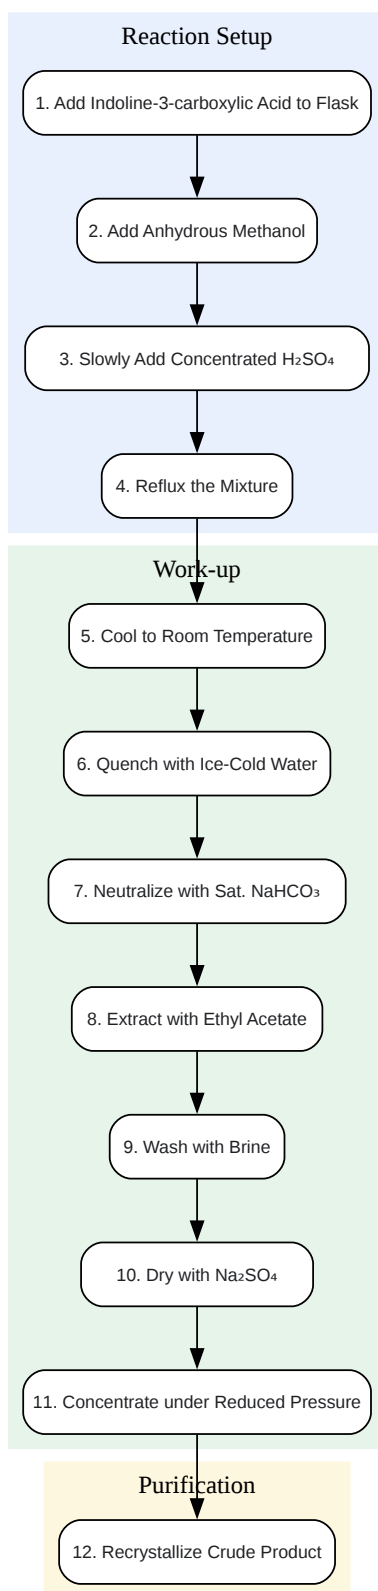 Reaction Setup
1. Add Indoline-3-carboxylic Acid to Flask
2. Add Anhydrous Methanol
3. Slowly Add Concentrated H₂SO₄
4. Reflux the Mixture
Work-up
5. Cool to Room Temperature
6. Quench with Ice-Cold Water
7. Neutralize with Sat. NaHCO₃
8. Extract with Ethyl Acetate
9. Wash with Brine
10. Dry with Na₂SO₄
11. Concentrate under Reduced Pressure
Purification
12. Recrystallize Crude Product